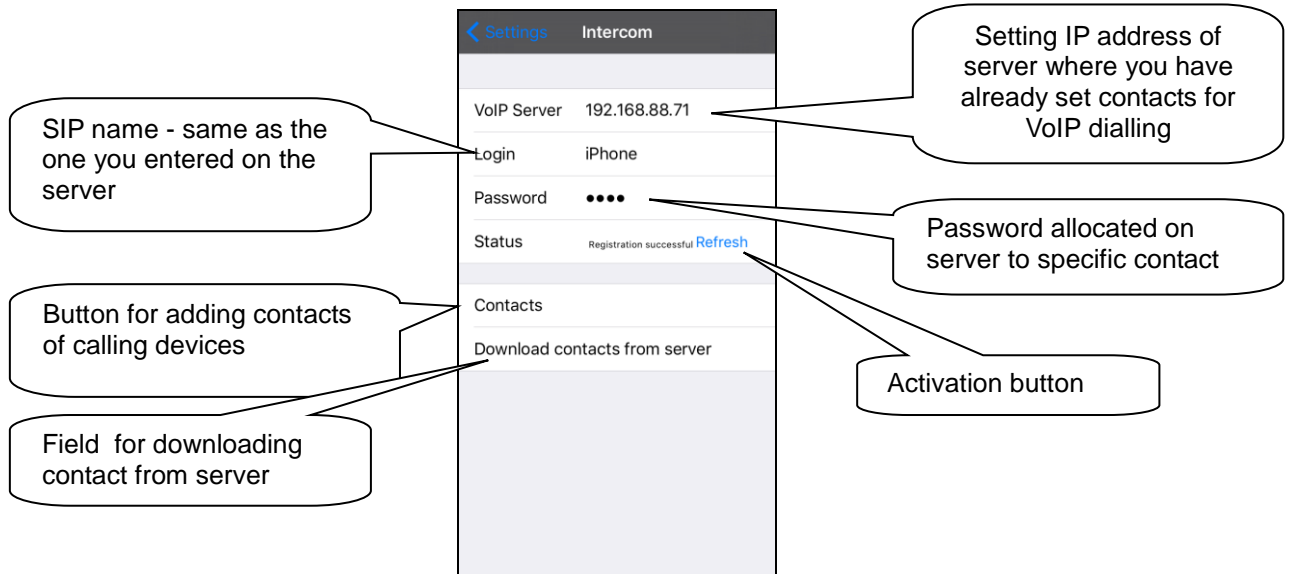 Settings Intercom
Setting IP address of
server where you have
already set contacts for
VoIP dialling
SIP name - same as the
one you entered on the
server
VoIP Server 192.168.88.71
Login iPhone
Password ●●●●
Status Registration successful Refresh
Password allocated on
server to specific contact
Button for adding contacts
of calling devices
Contacts
Download contacts from server
Activation button
Field for downloading
contact from server